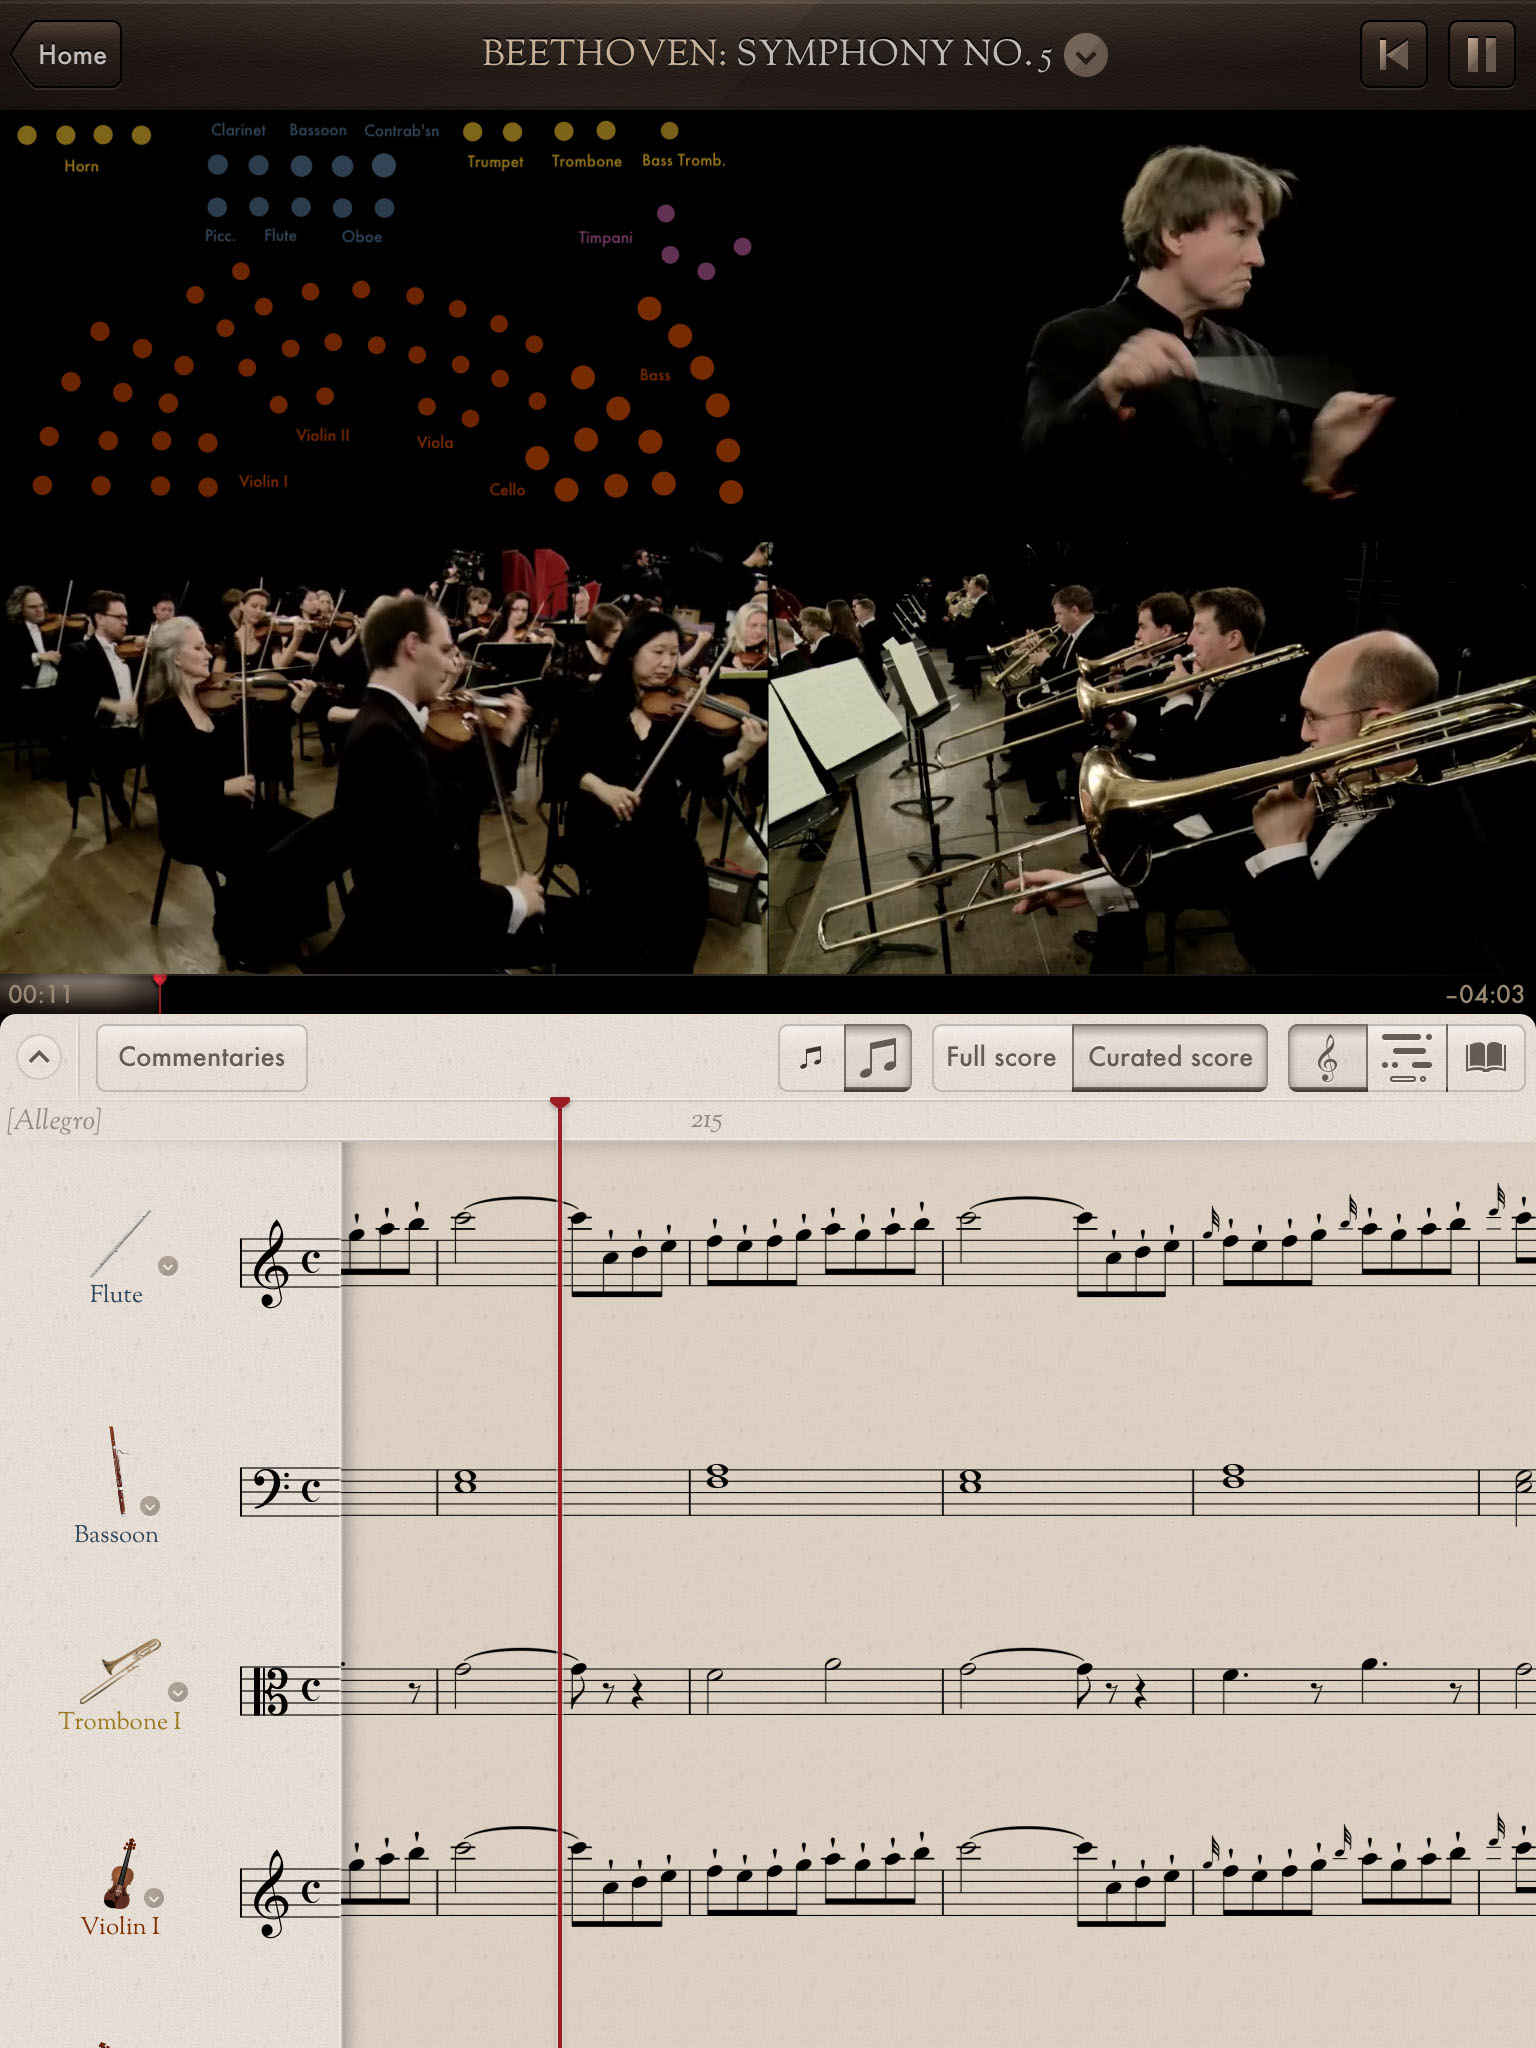 Home
BEETHOVEN: SYMPHONY NO. 5
Clarinet Bassoon Contrab'sn
Horn
Trumpet Trombone Bass Tromb.
Picc. Flute Oboe
Timpani
Bass
Violin II
Viola
Violin I
Cello
00:11
-04:03
Commentaries
Full score
Curated score
[Allegro]
215
Flute
Bassoon
Trombone I
Violin I